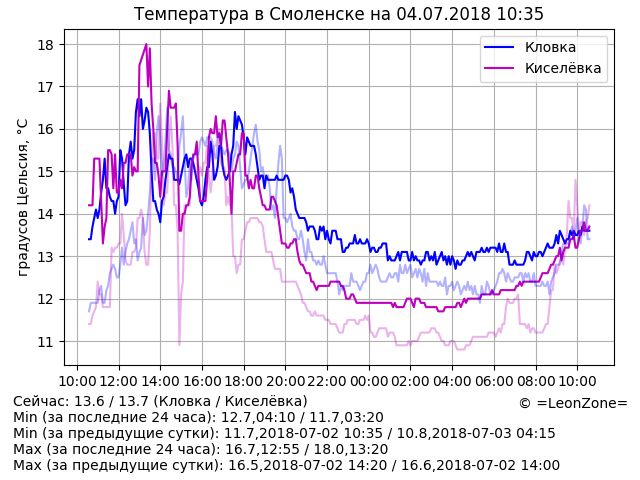 Температура в Смоленске на 04.07.2018 10:35
градусов Цельсия, °C
18
17
16
15
14
13
12
11
Кловка
Киселёвка
10:00 12:00 14:00 16:00 18:00 20:00 22:00 00:00 02:00 04:00 06:00 08:00 10:00
Сейчас: 13.6 / 13.7 (Кловка / Киселёвка)
© =LeonZone=
Min (за последние 24 часа): 12.7,04:10 / 11.7,03:20
Min (за предыдущие сутки): 11.7,2018-07-02 10:35 / 10.8,2018-07-03 04:15
Max (за последние 24 часа): 16.7,12:55 / 18.0,13:20
Max (за предыдущие сутки): 16.5,2018-07-02 14:20 / 16.6,2018-07-02 14:00